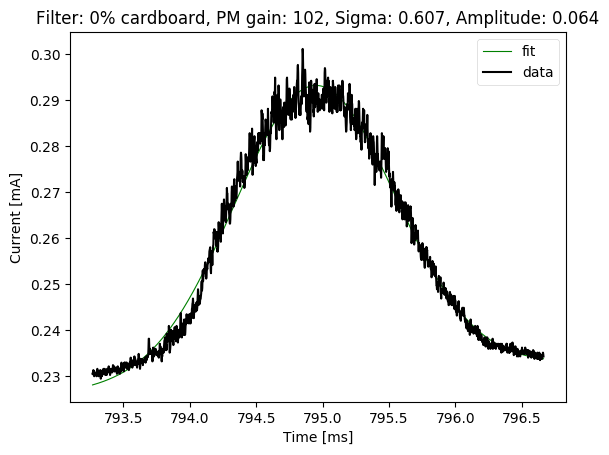 Filter: 0% cardboard, PM gain: 102, Sigma: 0.607, Amplitude: 0.064
fit
data
0.30
0.29
0.28
0.27
0.26
0.25
0.24
0.23
Current [mA]
793.5 794.0 794.5 795.0 795.5 796.0 796.5
Time [ms]